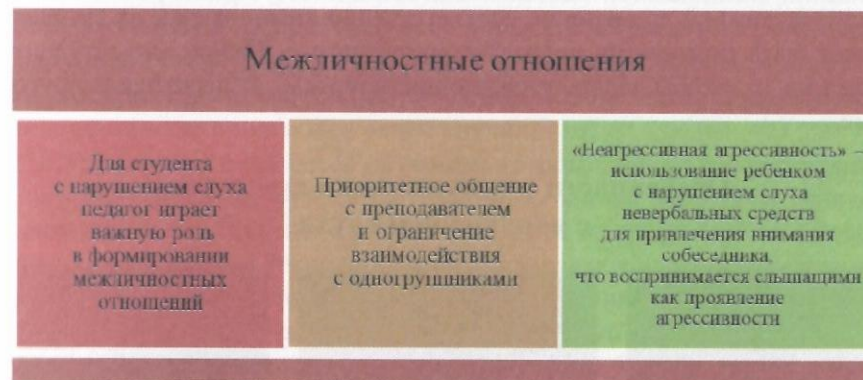 Межличностные отношения
Для студента
с нарушением слуха
педагог играет
важную роль
в формировании
межличностных
отношений
Приоритетное общение
с преподавателем
и ограничение
взаимодействия
с одногруппниками
«Неагрессивная агрессивность» –
использование ребенком
с нарушением слуха
невербальных средств
для привлечения внимания
собеседника,
что воспринимается слышащими
как проявление
агрессивности